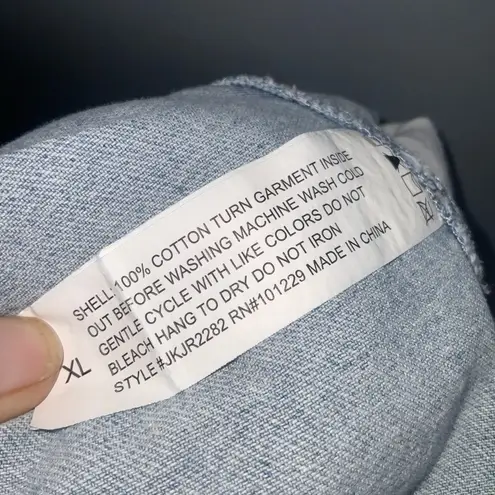 SHELL: 100% COTTON TURN GARMENT INSIDE
OUT BEFORE WASHING MACHINE WASH COLD
GENTLE CYCLE WITH LIKE COLORS DO NOT
BLEACH HANG TO DRY DO NOT IRON
STYLE #JKJR2282 RN#101229 MADE IN CHINA
XL